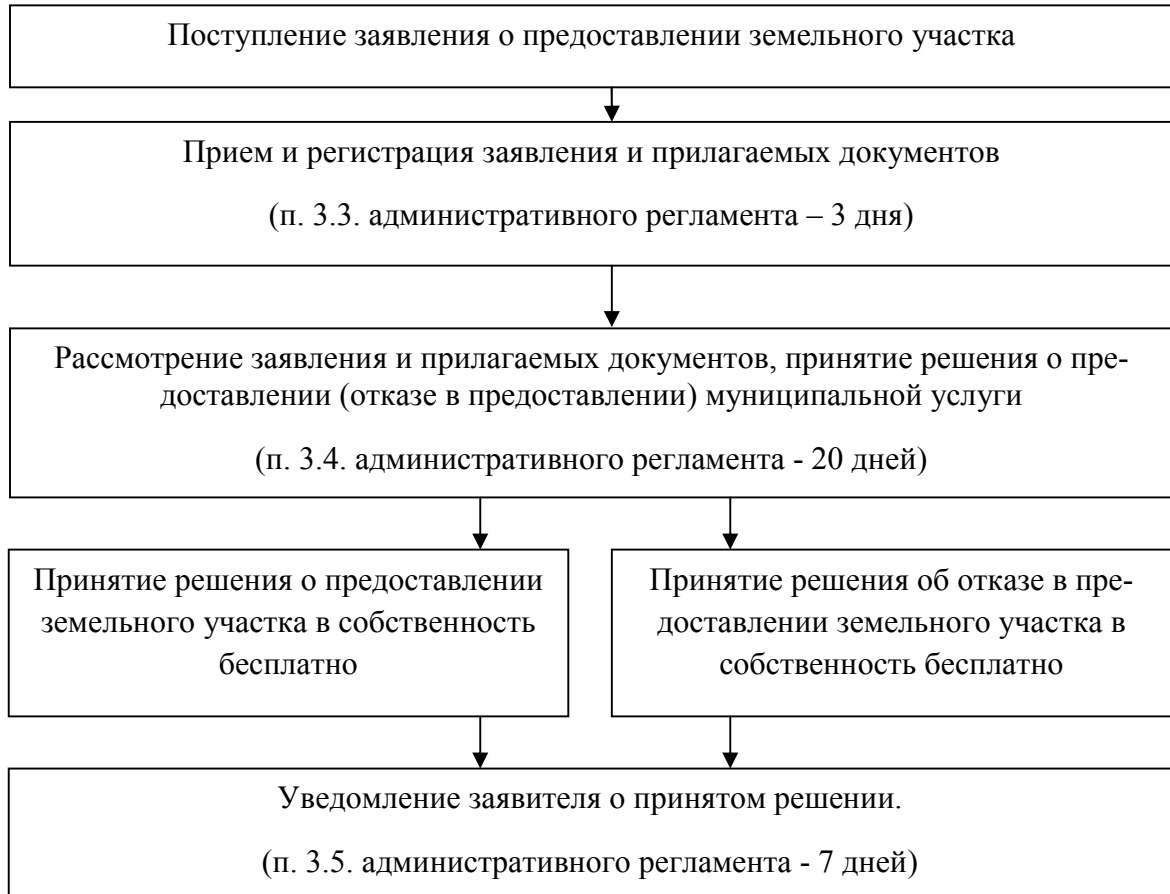 Поступление заявления о предоставлении земельного участка
Прием и регистрация заявления и прилагаемых документов
(п. 3.3. административного регламента – 3 дня)
Рассмотрение заявления и прилагаемых документов, принятие решения о пре-
доставлении (отказе в предоставлении) муниципальной услуги
(п. 3.4. административного регламента - 20 дней)
Принятие решения о предоставлении
земельного участка в собственность
бесплатно
Принятие решения об отказе в пре-
доставлении земельного участка в
собственность бесплатно
Уведомление заявителя о принятом решении.
(п. 3.5. административного регламента - 7 дней)